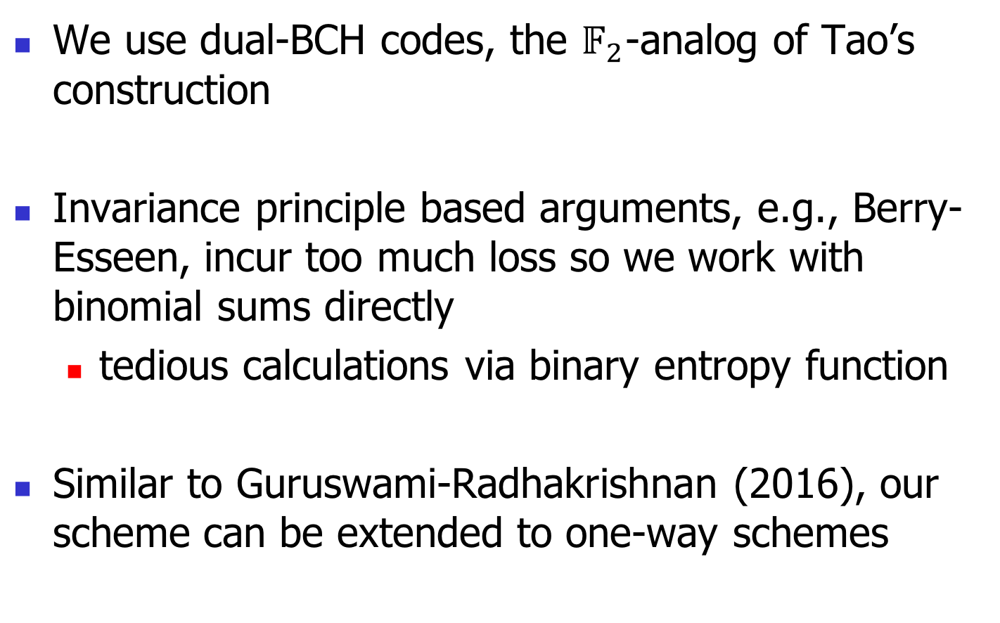 We use dual-BCH codes, the 𝔽₂-analog of Tao’s
construction
Invariance principle based arguments, e.g., Berry-
Esseen, incur too much loss so we work with
binomial sums directly
tedious calculations via binary entropy function
Similar to Guruswami-Radhakrishnan (2016), our
scheme can be extended to one-way schemes